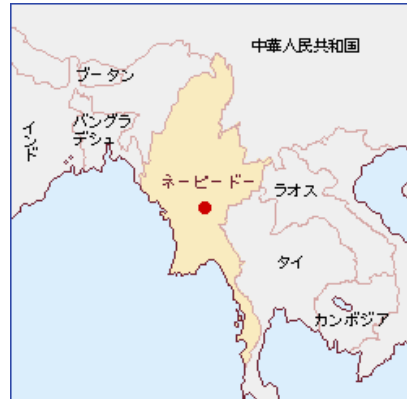 中華人民共和国
ブータン
バングラ
デシュ
インド
ネーピードー
ラオス
タイ
カンボジア